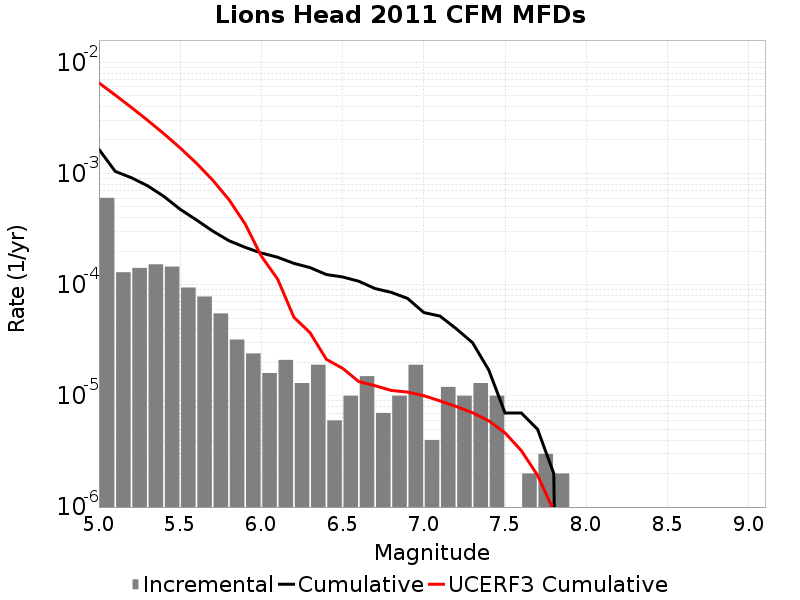 Lions Head 2011 CFM MFDs
Rate (1/yr)
10-2
10-3
10-4
10-5
10-6
5.0 5.5 6.0 6.5 7.0 7.5 8.0 8.5 9.0
Magnitude
Incremental Cumulative UCERF3 Cumulative